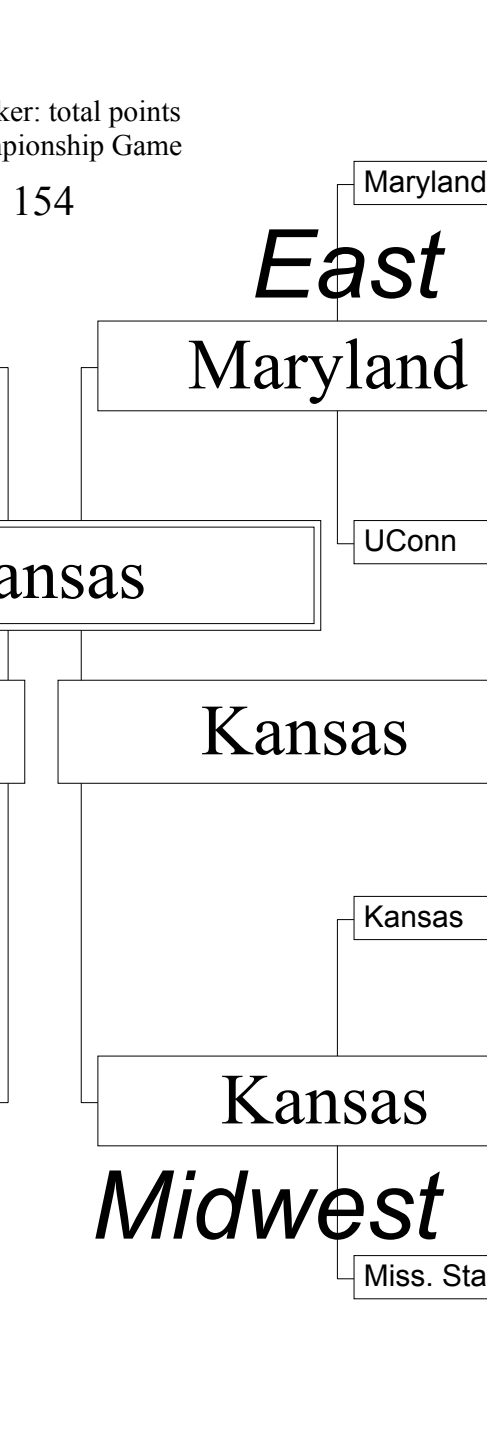 ker: total points
pionship Game
154
Maryland
East
Maryland
UConn
ansas
Kansas
Kansas
Kansas
Midwest
Miss. Sta